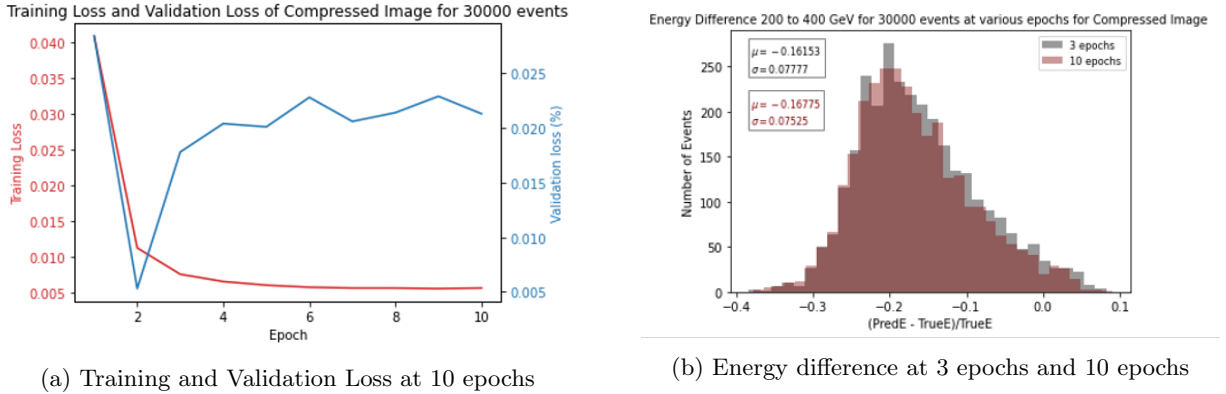 Training Loss and Validation Loss of Compressed Image for 30000 events
0.040
0.035
0.030
0.025
0.020
0.015
0.010
0.005
Training Loss
0.025
0.020
0.015
0.010
0.005
Validation loss (%)
2
4
6
8
10
Epoch
(a) Training and Validation Loss at 10 epochs
Energy Difference 200 to 400 GeV for 30000 events at various epochs for Compressed Image
μ = −0.16153
σ = 0.07777
μ = −0.16775
σ = 0.07525
3 epochs
10 epochs
250
200
150
100
50
0
Number of Events
−0.4
−0.3
−0.2
−0.1
0.0
0.1
(PredE - TrueE)/TrueE
(b) Energy difference at 3 epochs and 10 epochs